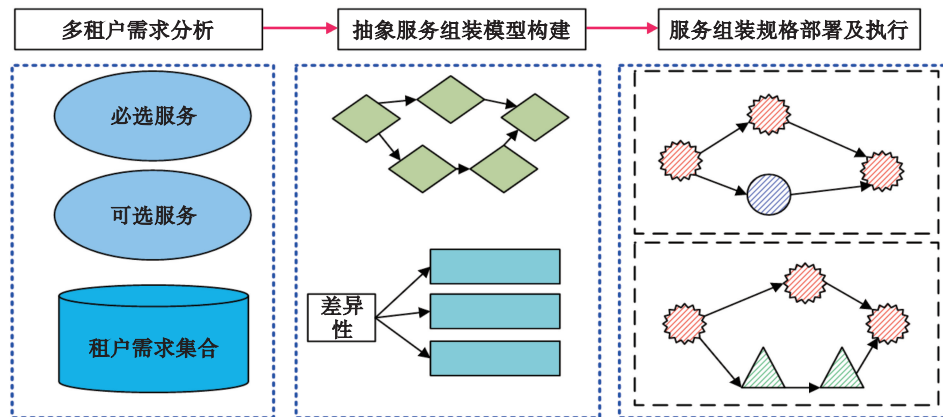 多租户需求分析
抽象服务组装模型构建
服务组装规格部署及执行
必选服务
可选服务
租户需求集合
差异
性